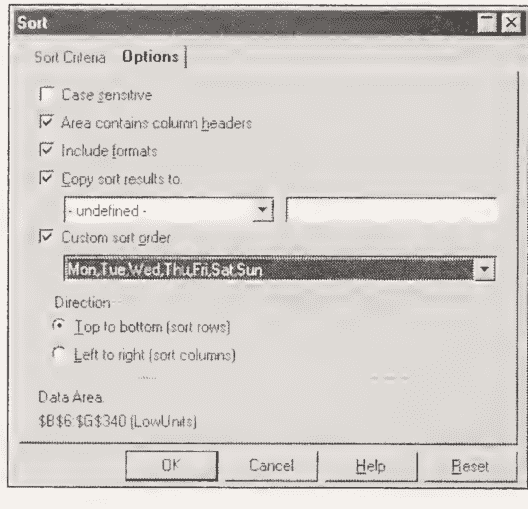 Sort
Sort Criteria Options
Case sensitive
Area contains column headers
Include formats
Copy sort results to
- undefined -
Custom sort order
Mon,Tue,Wed,Thu,Fri,Sat,Sun
Direction
Top to bottom (sort rows)
Left to right (sort columns)
Data Area
$B$6:$G$340 (LowUnits)
OK Cancel Help Reset